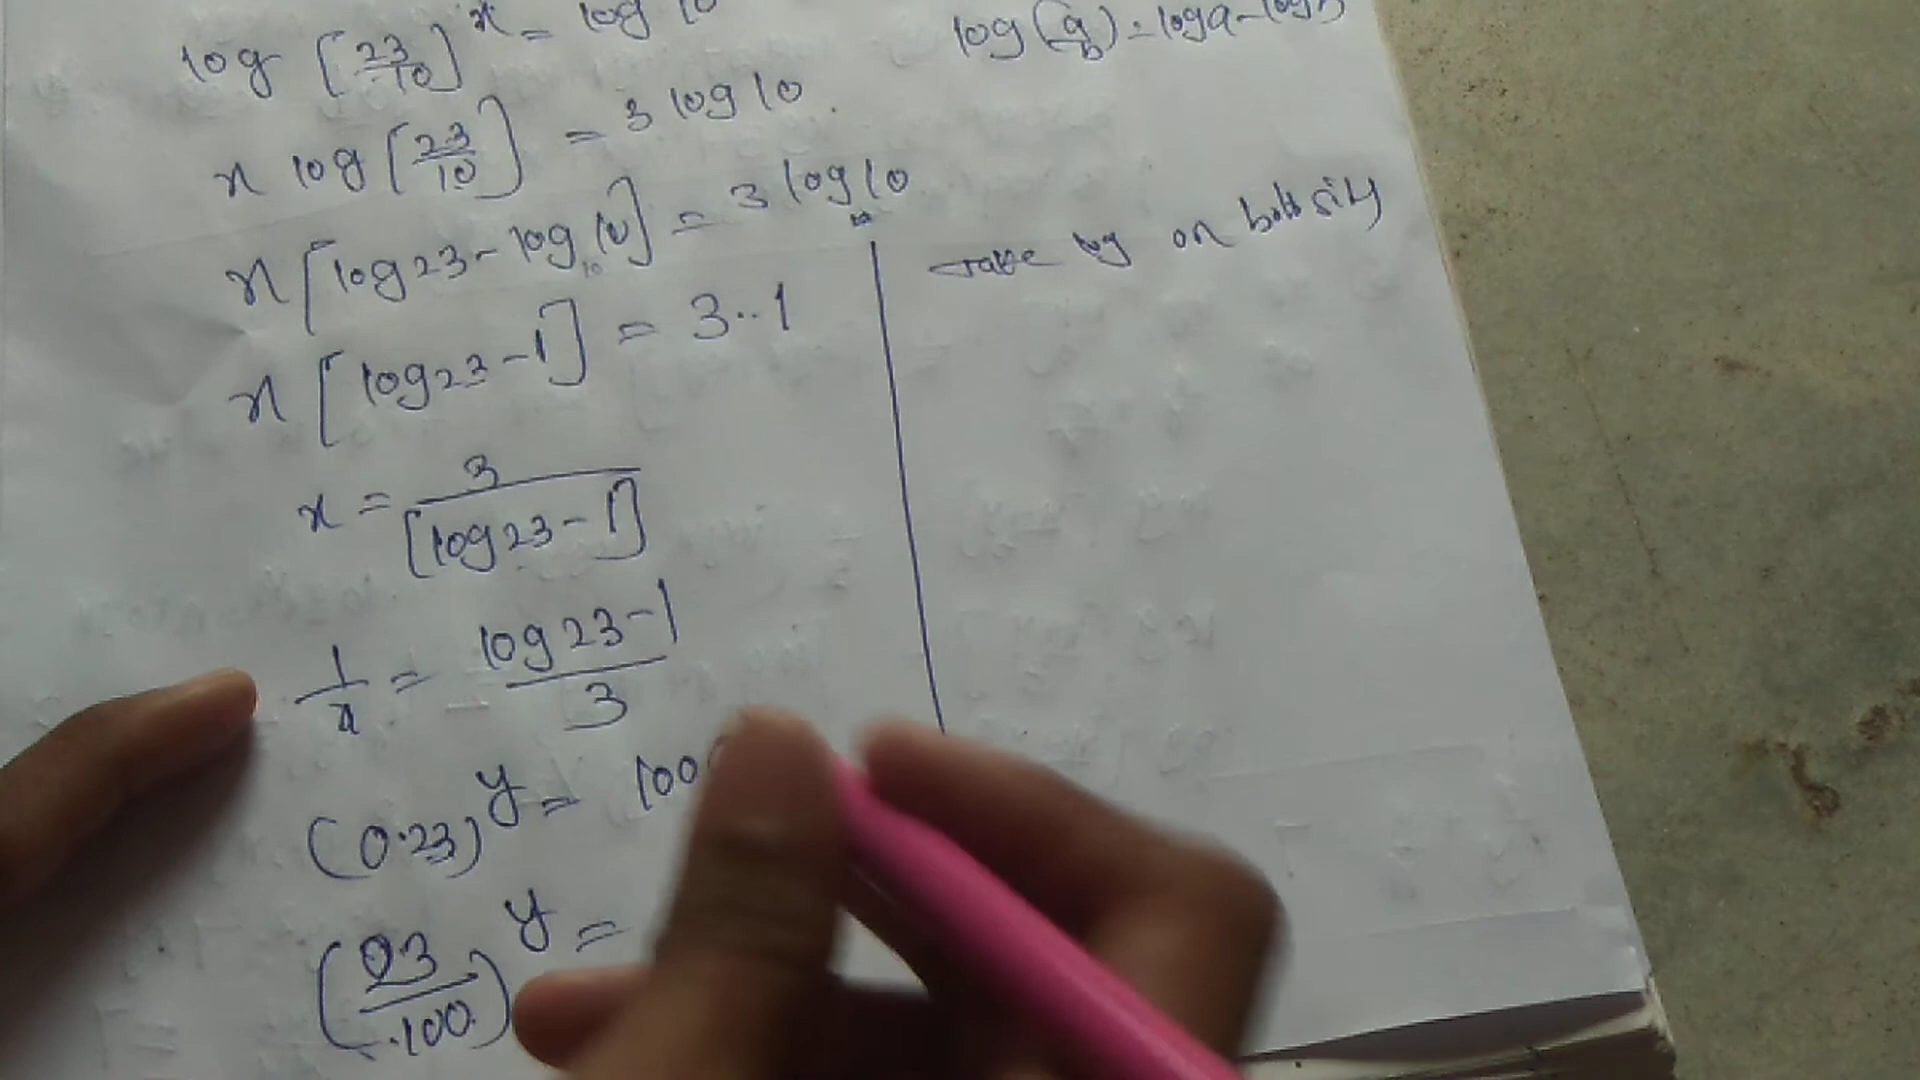 log [23/10]^x = log 10
x log [23/10] = 3 log 10
x [log 23 - log 10] = 3 log 10
x [log 23 - 1] = 3..1
x = 3/[log 23 - 1]
1/x = log 23 - 1/3
(0.23)^y = 100
(23/100)^y =
log (a/b) = log a - log b
Take log on both